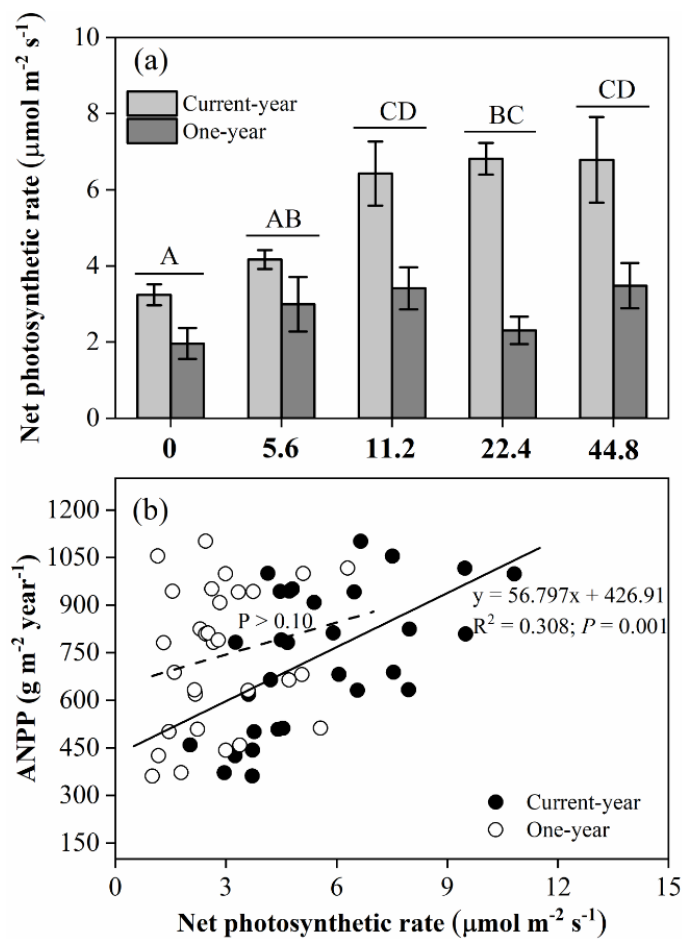 (a)
Net photosynthetic rate (μmol m⁻² s⁻¹)
10
8
6
4
2
0
Current-year
One-year
A
AB
CD
BC
CD
0 5.6 11.2 22.4 44.8
(b)
ANPP (g m⁻² year⁻¹)
1200
1050
900
750
600
450
300
150
P > 0.10
y = 56.797x + 426.91
R² = 0.308; P = 0.001
Current-year
One-year
0 3 6 9 12 15
Net photosynthetic rate (μmol m⁻² s⁻¹)